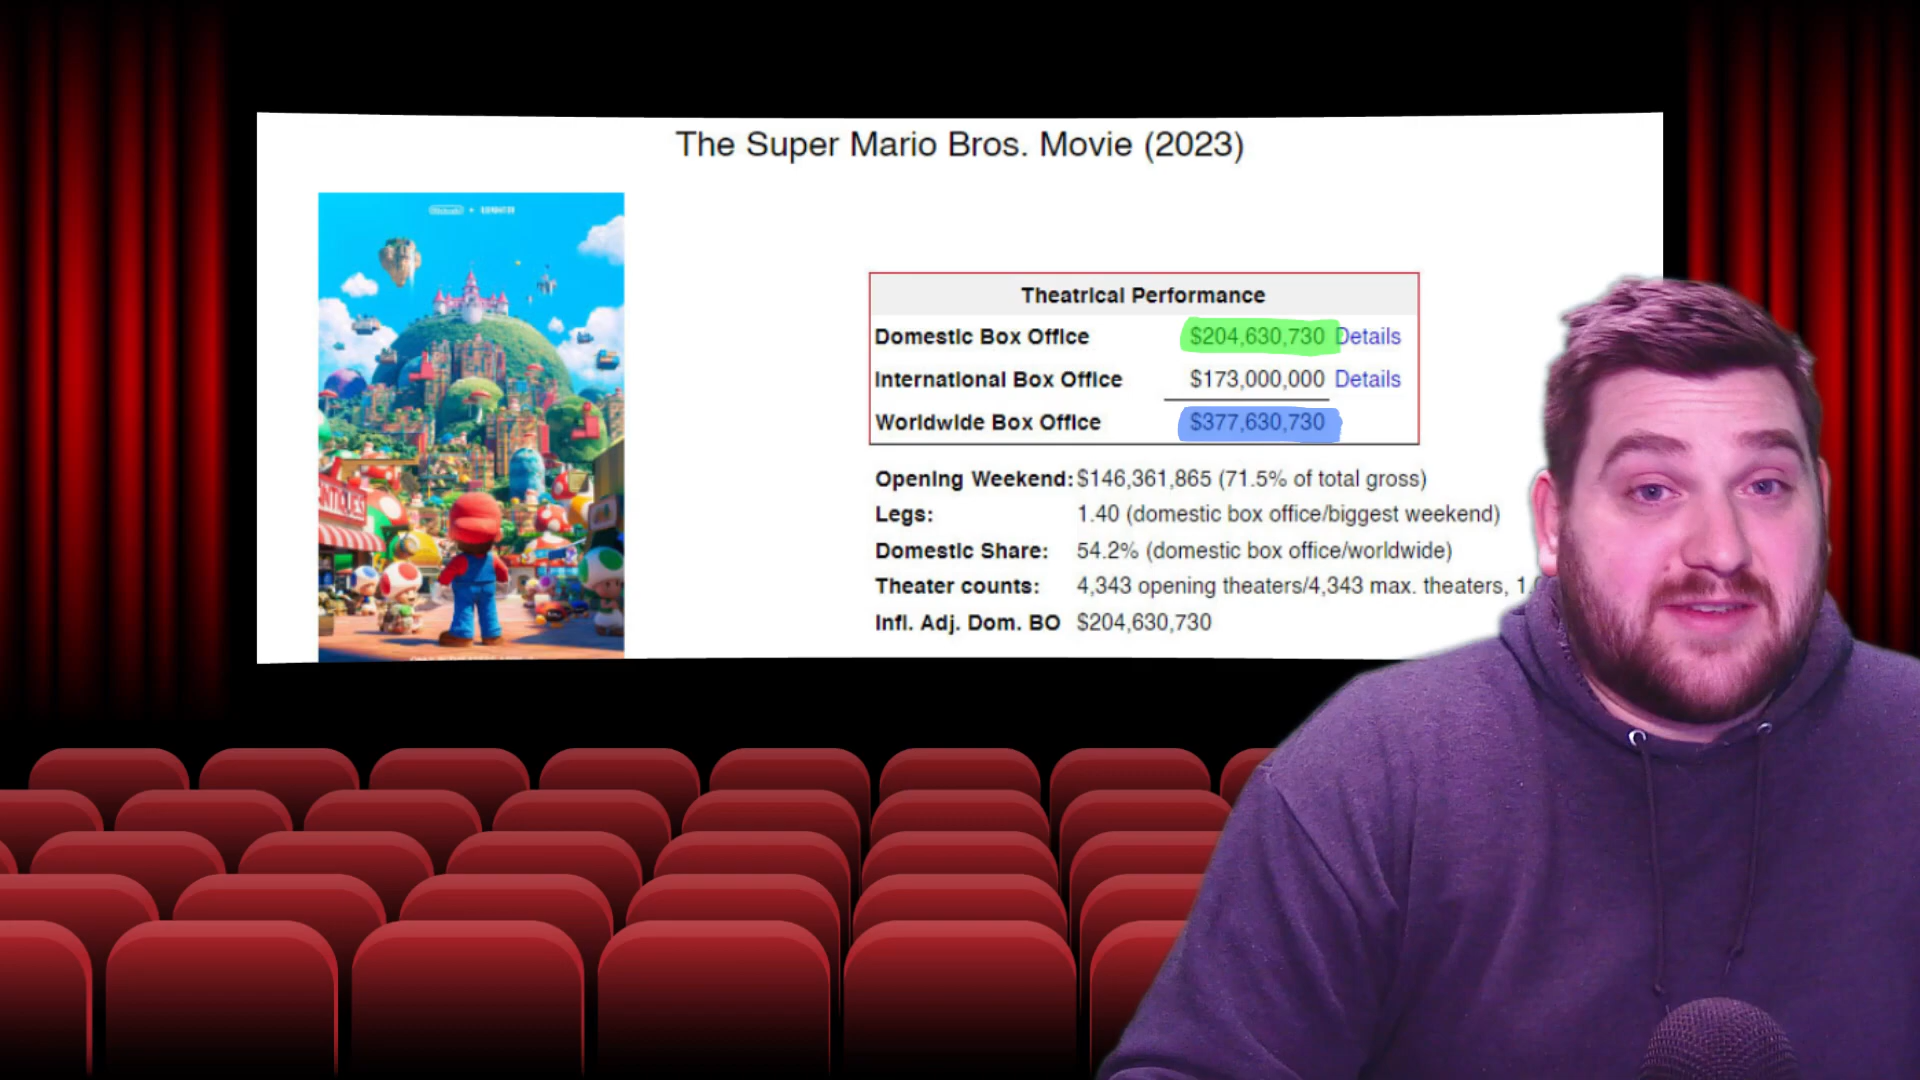 The Super Mario Bros. Movie (2023)
Nintendo
Theatrical Performance
Domestic Box Office $204,630,730 Details
International Box Office $173,000,000 Details
Worldwide Box Office $377,630,730
Opening Weekend: $146,361,865 (71.5% of total gross)
Legs: 1.40 (domestic box office/biggest weekend)
Domestic Share: 54.2% (domestic box office/worldwide)
Theater counts: 4,343 opening theaters/4,343 max. theaters,
Infl. Adj. Dom. BO $204,630,730